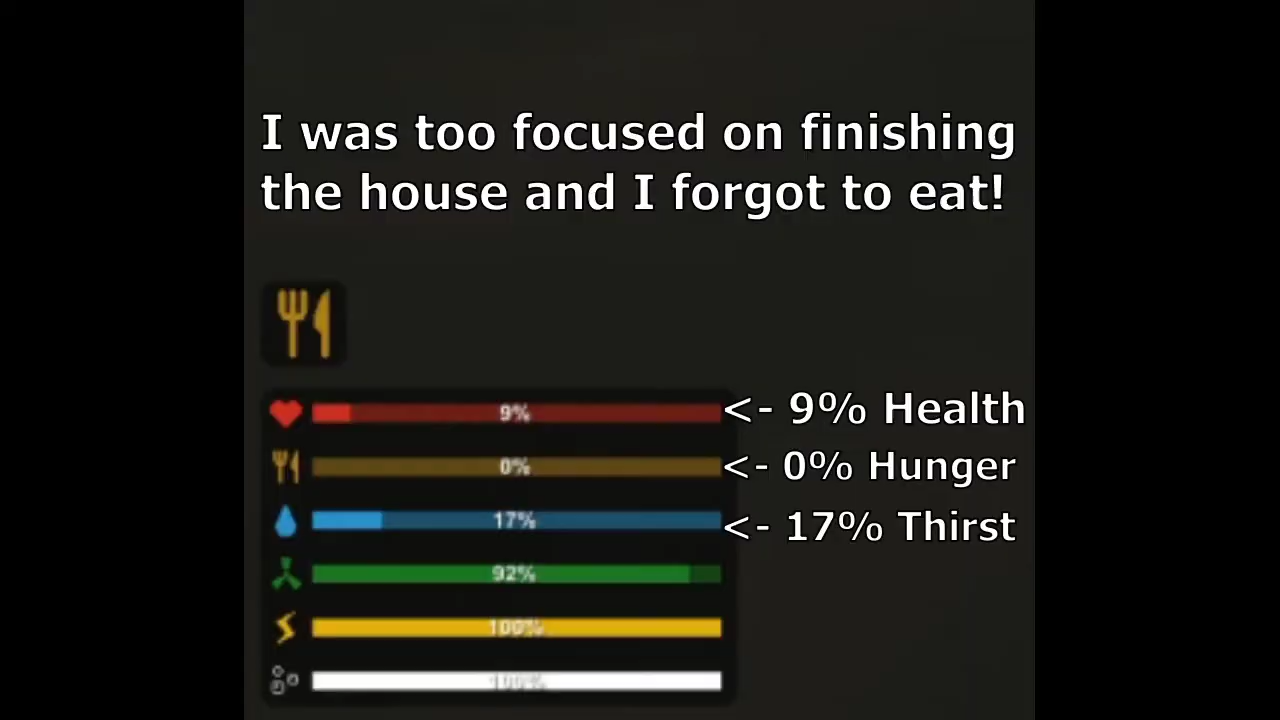 I was too focused on finishing
the house and I forgot to eat!
9% <- 9% Health
0% <- 0% Hunger
17% <- 17% Thirst
92%
100%
100%